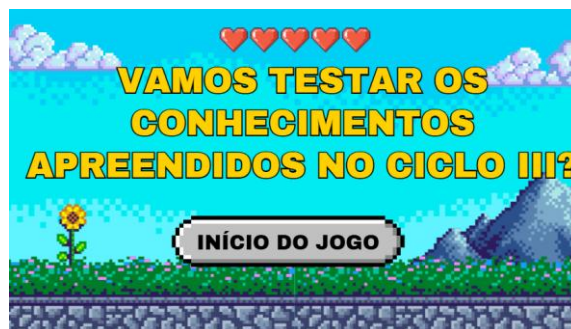 VAMOS TESTAR OS
CONHECIMENTOS
APREENDIDOS NO CICLO III?
INÍCIO DO JOGO